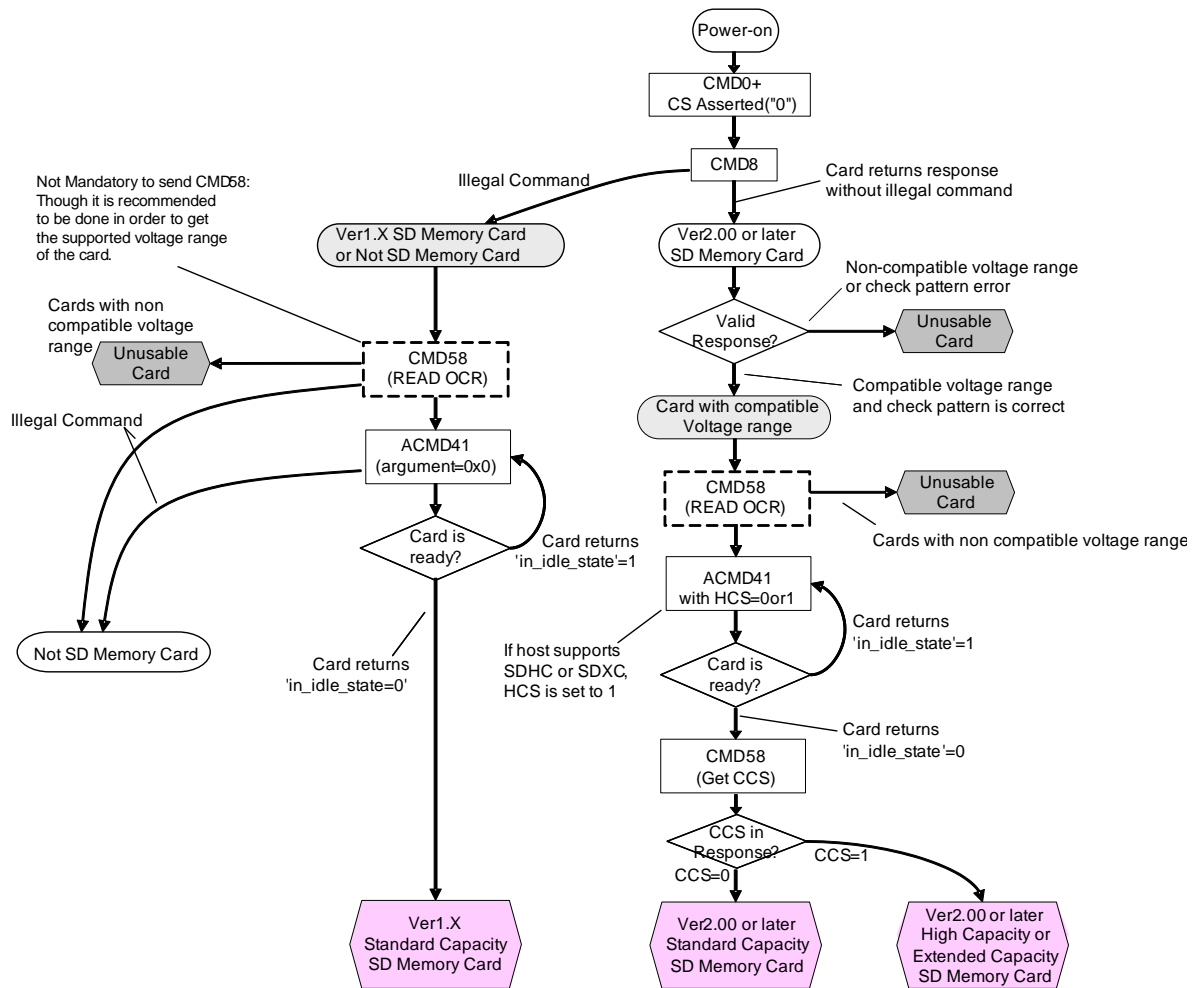 Power-on
CMD0+
CS Asserted("0")
CMD8
Illegal Command
Card returns response
without illegal command
Not Mandatory to send CMD58:
Though it is recommended
to be done in order to get
the supported voltage range
of the card.
Ver1.X SD Memory Card
or Not SD Memory Card
Ver2.00 or later
SD Memory Card
Non-compatible voltage range
or check pattern error
Cards with non
compatible voltage
range
Unusable
Card
CMD58
(READ OCR)
Valid
Response?
Unusable
Card
Compatible voltage range
and check pattern is correct
Card with compatible
Voltage range
Illegal Command
ACMD41
(argument=0x0)
CMD58
(READ OCR)
Unusable
Card
Cards with non compatible voltage range
Card is
ready?
Card returns
'in_idle_state'=1
ACMD41
with HCS=0or1
Card returns
'in_idle_state'=1
Not SD Memory Card
Card returns
'in_idle_state=0'
If host supports
SDHC or SDXC,
HCS is set to 1
Card is
ready?
Card returns
'in_idle_state'=0
CMD58
(Get CCS)
CCS in
Response?
CCS=0
CCS=1
Ver1.X
Standard Capacity
SD Memory Card
Ver2.00 or later
Standard Capacity
SD Memory Card
Ver2.00 or later
High Capacity or
Extended Capacity
SD Memory Card